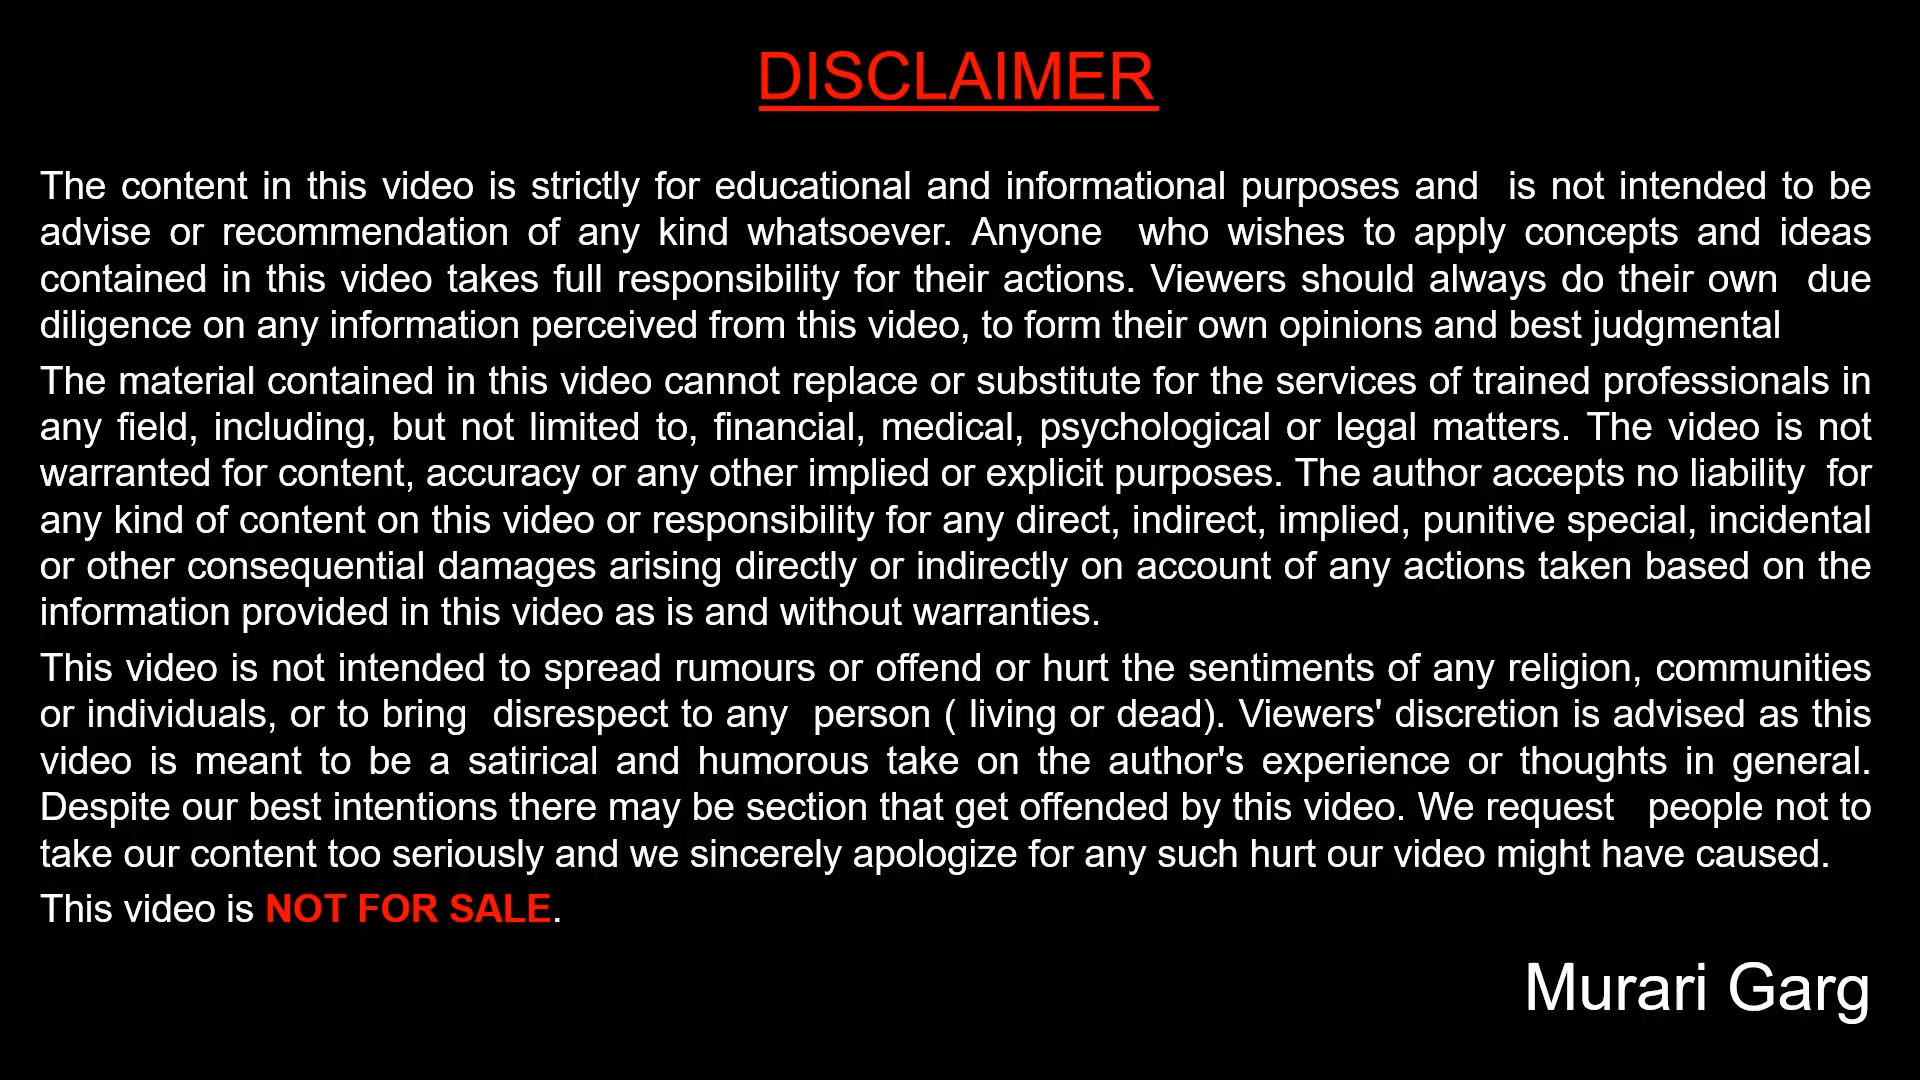 DISCLAIMER
The content in this video is strictly for educational and informational purposes and is not intended to be
advise or recommendation of any kind whatsoever. Anyone who wishes to apply concepts and ideas
contained in this video takes full responsibility for their actions. Viewers should always do their own due
diligence on any information perceived from this video, to form their own opinions and best judgmental
The material contained in this video cannot replace or substitute for the services of trained professionals in
any field, including, but not limited to, financial, medical, psychological or legal matters. The video is not
warranted for content, accuracy or any other implied or explicit purposes. The author accepts no liability for
any kind of content on this video or responsibility for any direct, indirect, implied, punitive special, incidental
or other consequential damages arising directly or indirectly on account of any actions taken based on the
information provided in this video as is and without warranties.
This video is not intended to spread rumours or offend or hurt the sentiments of any religion, communities
or individuals, or to bring disrespect to any person ( living or dead). Viewers' discretion is advised as this
video is meant to be a satirical and humorous take on the author's experience or thoughts in general.
Despite our best intentions there may be section that get offended by this video. We request people not to
take our content too seriously and we sincerely apologize for any such hurt our video might have caused.
This video is NOT FOR SALE.
Murari Garg